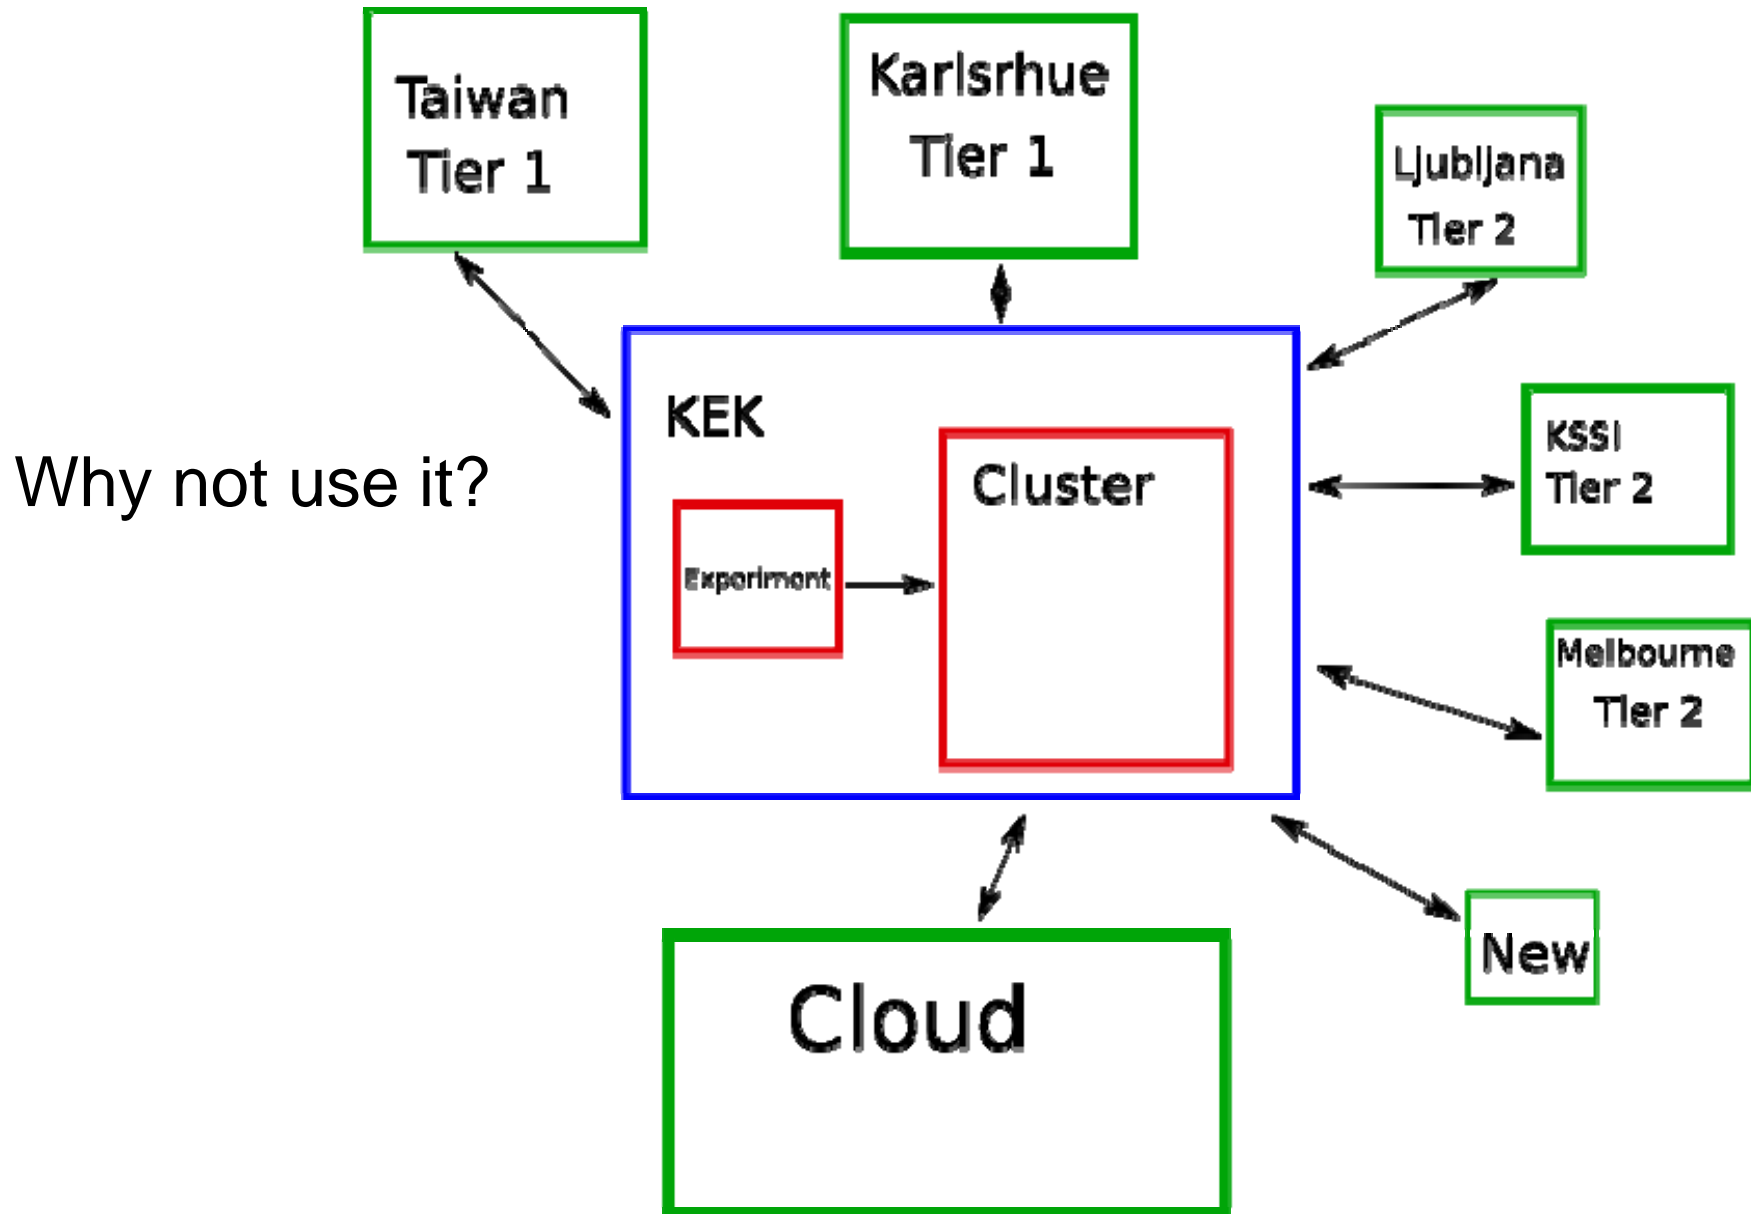 Taiwan
Tier 1
Karlsrhue
Tier 1
Ljubljana
Tier 2
Why not use it?
KEK
Experiment
Cluster
KSSI
Tier 2
Melbourne
Tier 2
New
Cloud